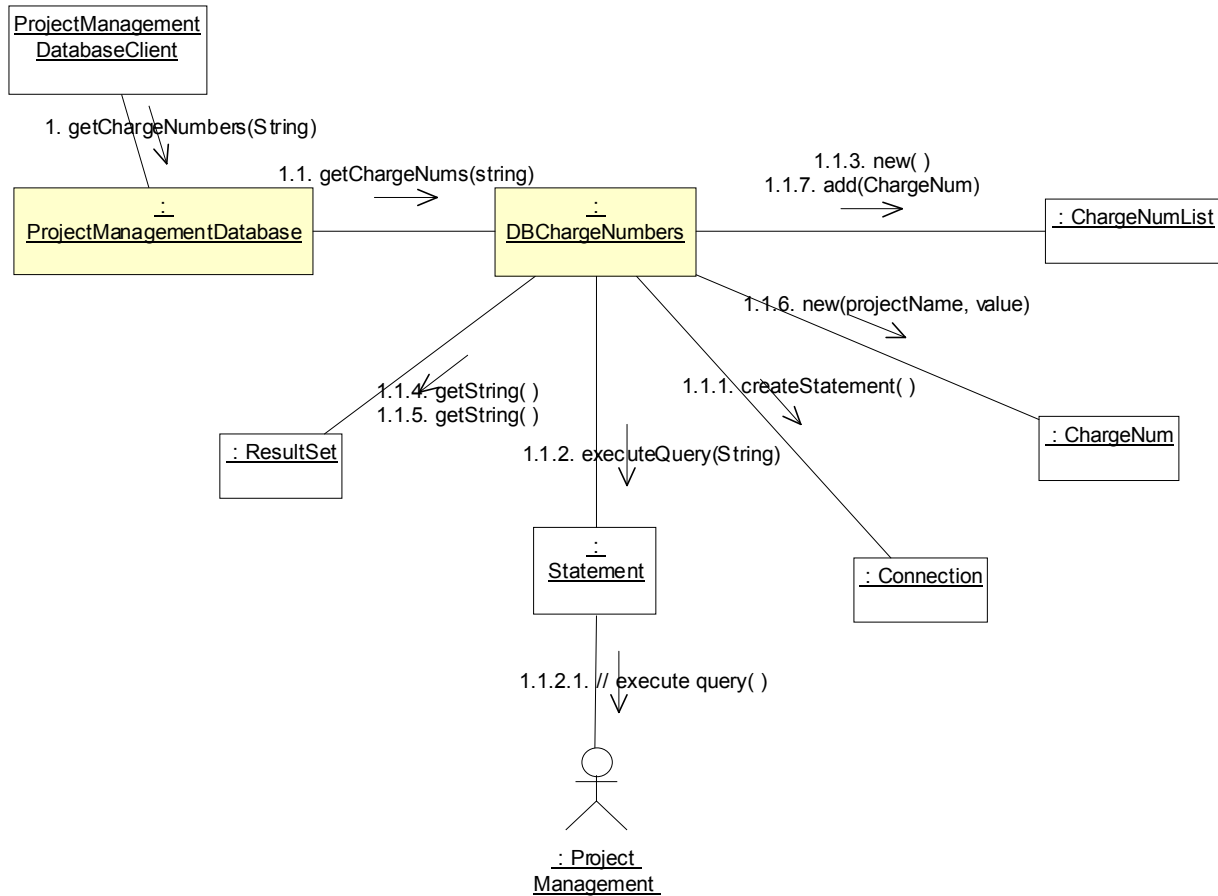 ProjectManagement
DatabaseClient
1. getChargeNumbers(String)
1.1. getChargeNums(string)
1.1.3. new( )
1.1.7. add(ChargeNum)
:
ProjectManagementDatabase
:
DBChargeNumbers
: ChargeNumList
1.1.6. new(projectName, value)
1.1.4. getString( )
1.1.5. getString( )
1.1.1. createStatement( )
: ResultSet
1.1.2. executeQuery(String)
: ChargeNum
:
Statement
: Connection
1.1.2.1. // execute query( )
: Project
Management